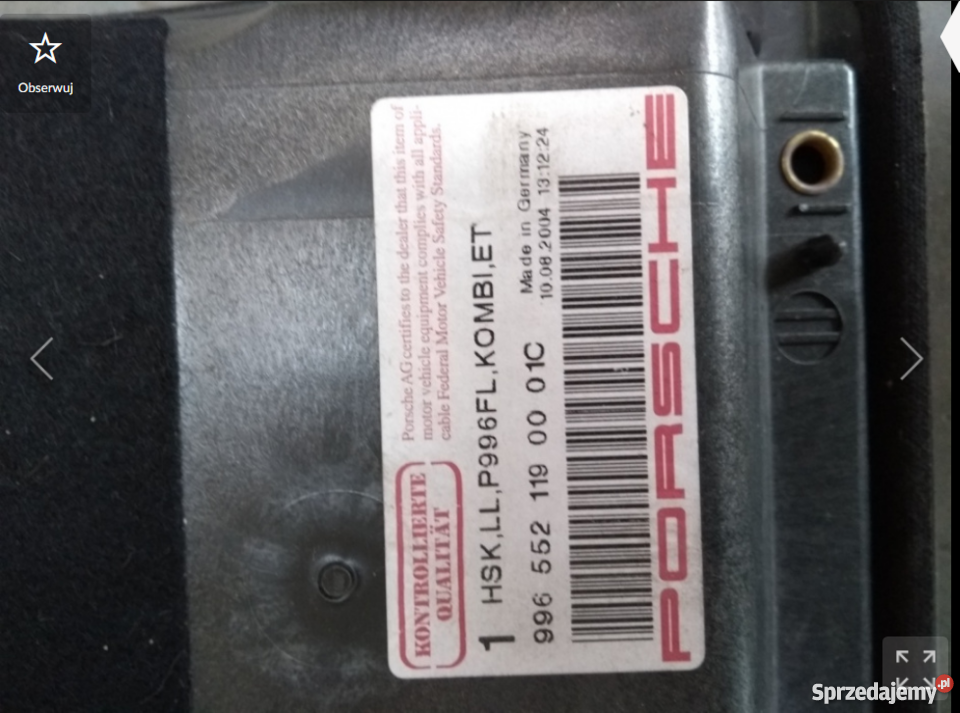 Obserwuj
Porsche AG certifies to the dealer that this item of
motor vehicle equipment complies with all appli-
cable Federal Motor Vehicle Safety Standards.
KONTROLLIERTE
QUALITÄT
1 HSK,LL,P996FL,KOMBI,ET
Made in Germany
996 552 119 00 01C 10.08.2004 13:12:24
PORSCHE
Sprzedajemy.pl